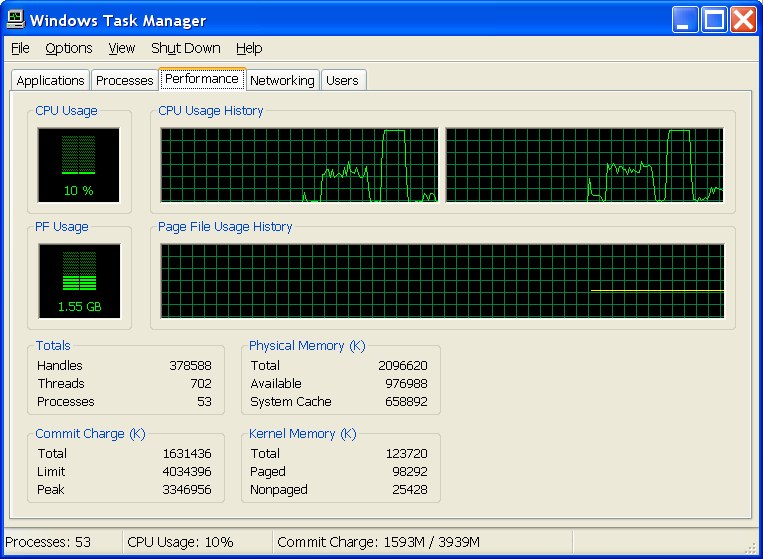 Windows Task Manager
File Options View Shut Down Help
Applications Processes Performance Networking Users
CPU Usage
10 %
CPU Usage History
PF Usage
1.55 GB
Page File Usage History
Totals
Handles 378588
Threads 702
Processes 53
Physical Memory (K)
Total 2096620
Available 976988
System Cache 658892
Commit Charge (K)
Total 1631436
Limit 4034396
Peak 3346956
Kernel Memory (K)
Total 123720
Paged 98292
Nonpaged 25428
Processes: 53 CPU Usage: 10% Commit Charge: 1593M / 3939M